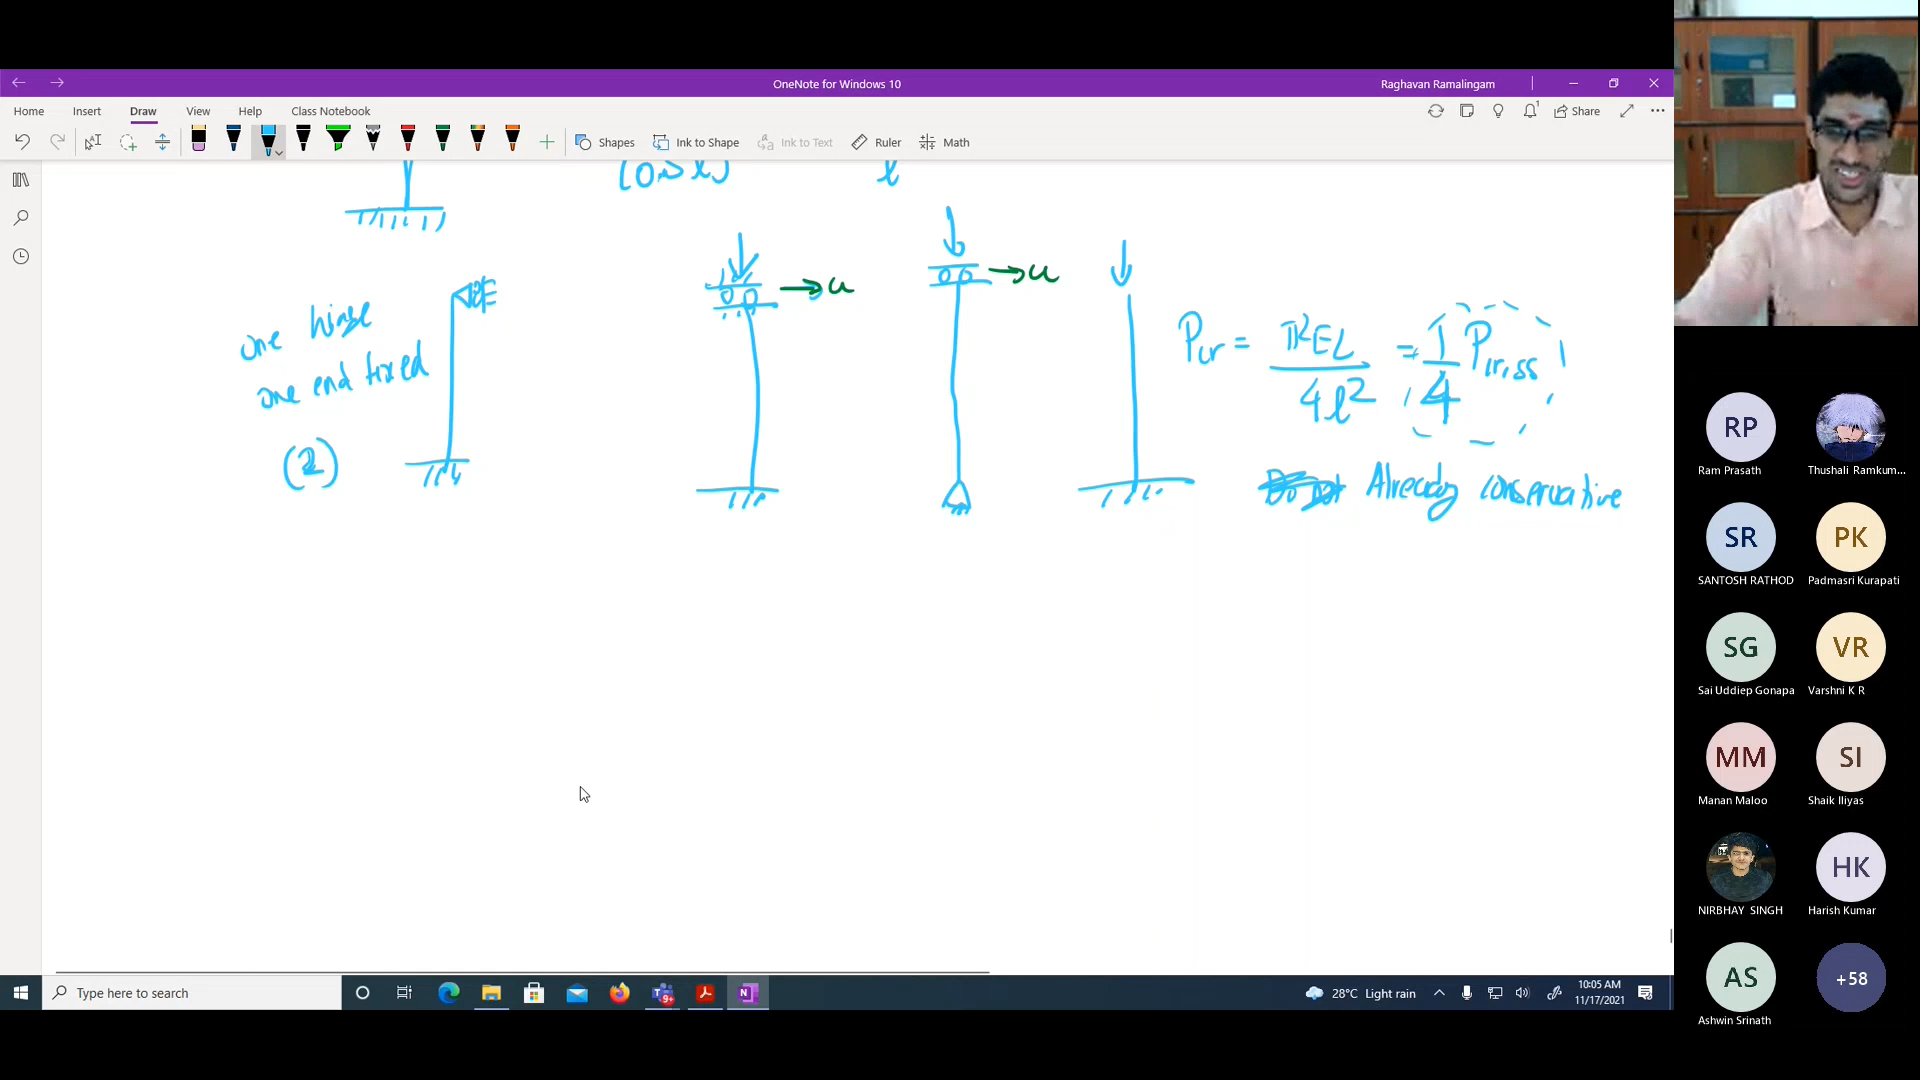 OneNote for Windows 10
Raghavan Ramalingam
Home Insert Draw View Help Class Notebook
1 Share
Shapes Ink to Shape Ink to Text Ruler Math
(0.5l) l
one hinge
one end fixed
(2)
→u
→u
Pcr = π²EI / 4l² = 1/4 Pcr,ss
Already conservative
RP
Ram Prasath
Thushali Ramkum...
SR
SANTOSH RATHOD
PK
Padmasri Kurapati
SG
Sai Uddiep Gonapa
VR
Varshni K R
MM
Manan Maloo
SI
Shaik Iliyas
NIRBHAY SINGH
HK
Harish Kumar
AS
Ashwin Srinath
+58
Type here to search
9+
28°C Light rain
10:05 AM
11/17/2021